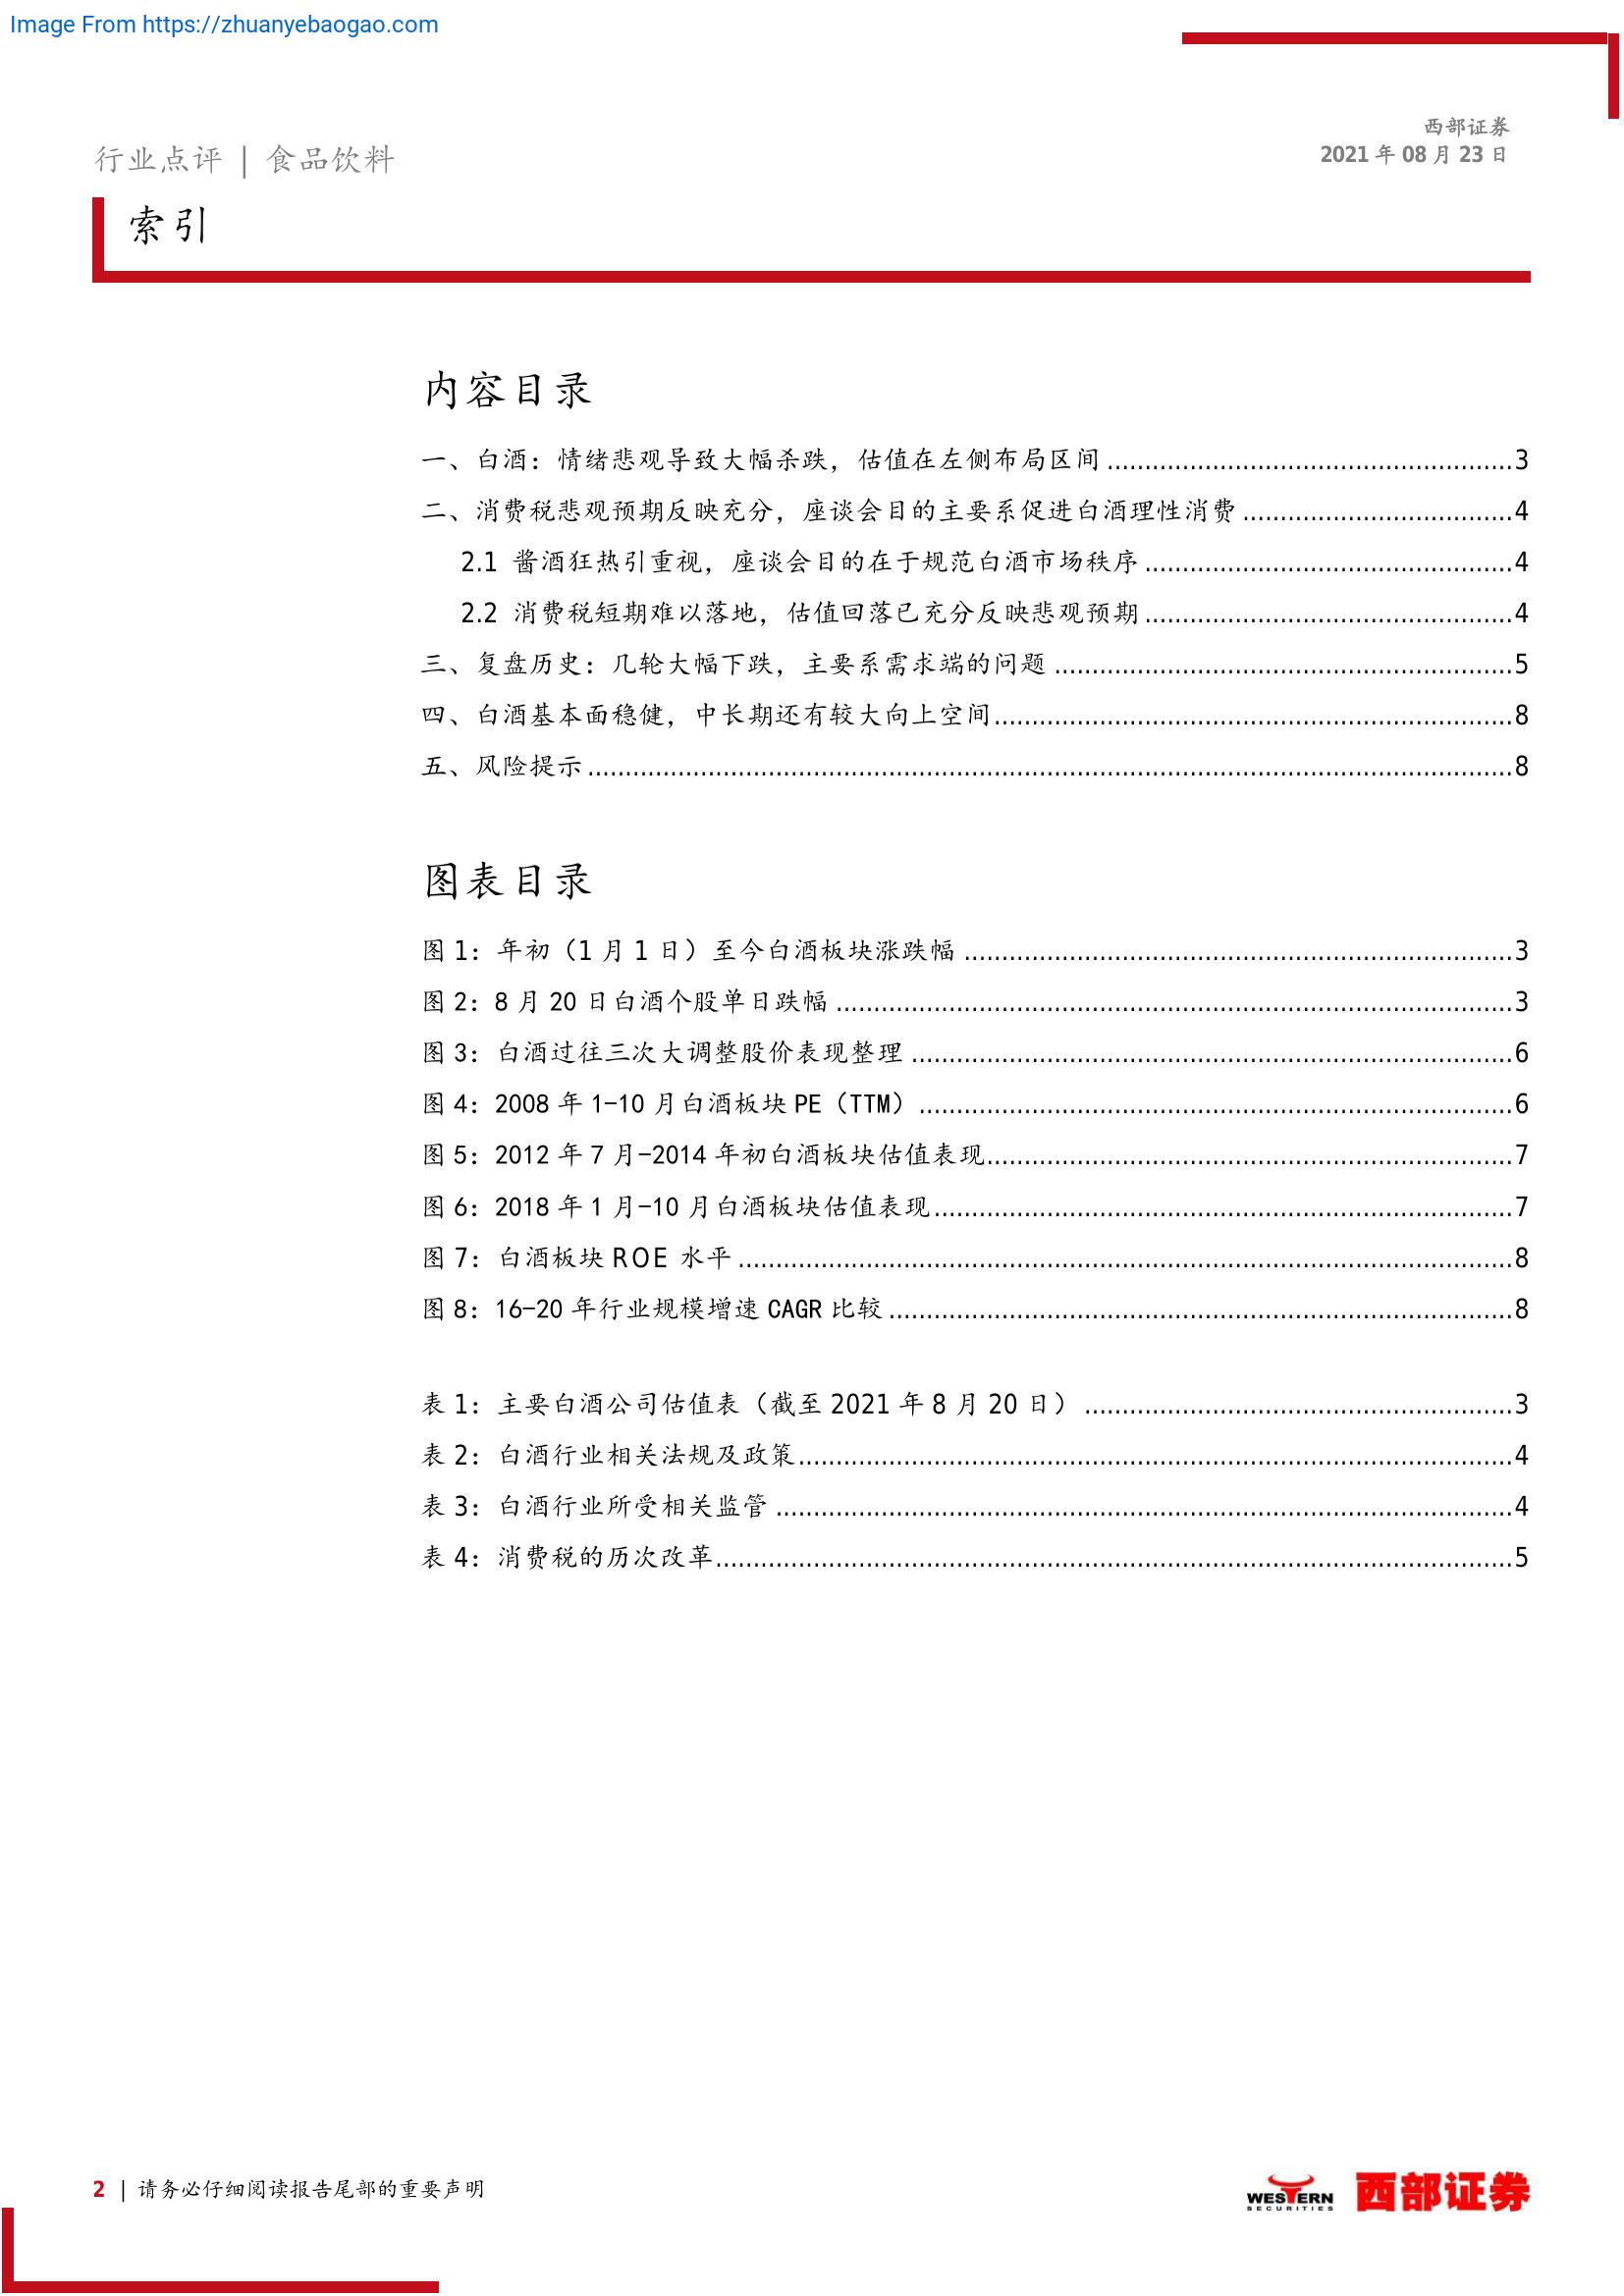 Image From https://zhuanyebaogao.com
西部证券
2021 年 08 月 23 日
行业点评 | 食品饮料
索引
内容目录
一、白酒：情绪悲观导致大幅杀跌，估值在左侧布局区间 ........ 3
二、消费税悲观预期反映充分，座谈会目的主要系促进白酒理性消费 ........ 4
2.1 酱酒狂热引重视，座谈会目的在于规范白酒市场秩序 ........ 4
2.2 消费税短期难以落地，估值回落已充分反映悲观预期 ........ 4
三、复盘历史：几轮大幅下跌，主要系需求端的问题 ........ 5
四、白酒基本面稳健，中长期还有较大向上空间 ........ 8
五、风险提示 ........ 8
图表目录
图 1：年初（1 月 1 日）至今白酒板块涨跌幅 ........ 3
图 2：8 月 20 日白酒个股单日跌幅 ........ 3
图 3：白酒过往三次大调整股价表现整理 ........ 6
图 4：2008 年 1-10 月白酒板块 PE（TTM） ........ 6
图 5：2012 年 7 月-2014 年初白酒板块估值表现 ........ 7
图 6：2018 年 1 月-10 月白酒板块估值表现 ........ 7
图 7：白酒板块 ROE 水平 ........ 8
图 8：16-20 年行业规模增速 CAGR 比较 ........ 8
表 1：主要白酒公司估值表（截至 2021 年 8 月 20 日） ........ 3
表 2：白酒行业相关法规及政策 ........ 4
表 3：白酒行业所受相关监管 ........ 4
表 4：消费税的历次改革 ........ 5
2 | 请务必仔细阅读报告尾部的重要声明
WESTERN
SECURITIES
西部证券